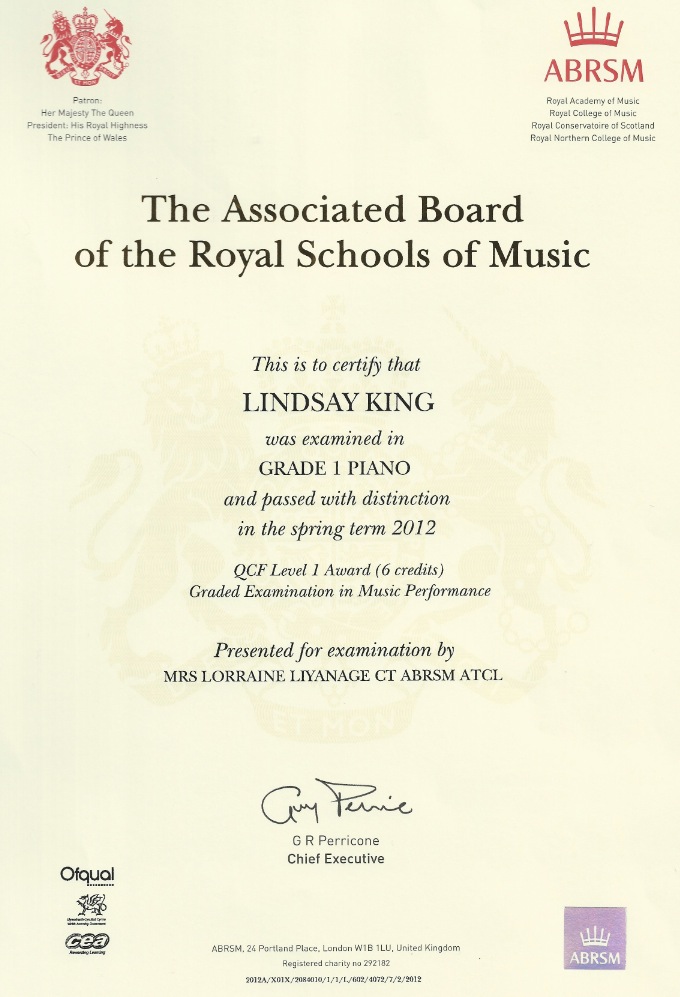 Patron:
Her Majesty The Queen
President: His Royal Highness
The Prince of Wales
ABRSM
Royal Academy of Music
Royal College of Music
Royal Conservatoire of Scotland
Royal Northern College of Music
The Associated Board
of the Royal Schools of Music
This is to certify that
LINDSAY KING
was examined in
GRADE 1 PIANO
and passed with distinction
in the spring term 2012
QCF Level 1 Award (6 credits)
Graded Examination in Music Performance
Presented for examination by
MRS LORRAINE LIYANAGE CT ABRSM ATCL
ET MON
G R Perricone
Chief Executive
Ofqual
cea
Rewarding Learning
ABRSM, 24 Portland Place, London W1B 1LU, United Kingdom
Registered charity no 292182
2012A/X01X/2084010/1/1/L/602/4072/7/2/2012
ABRSM